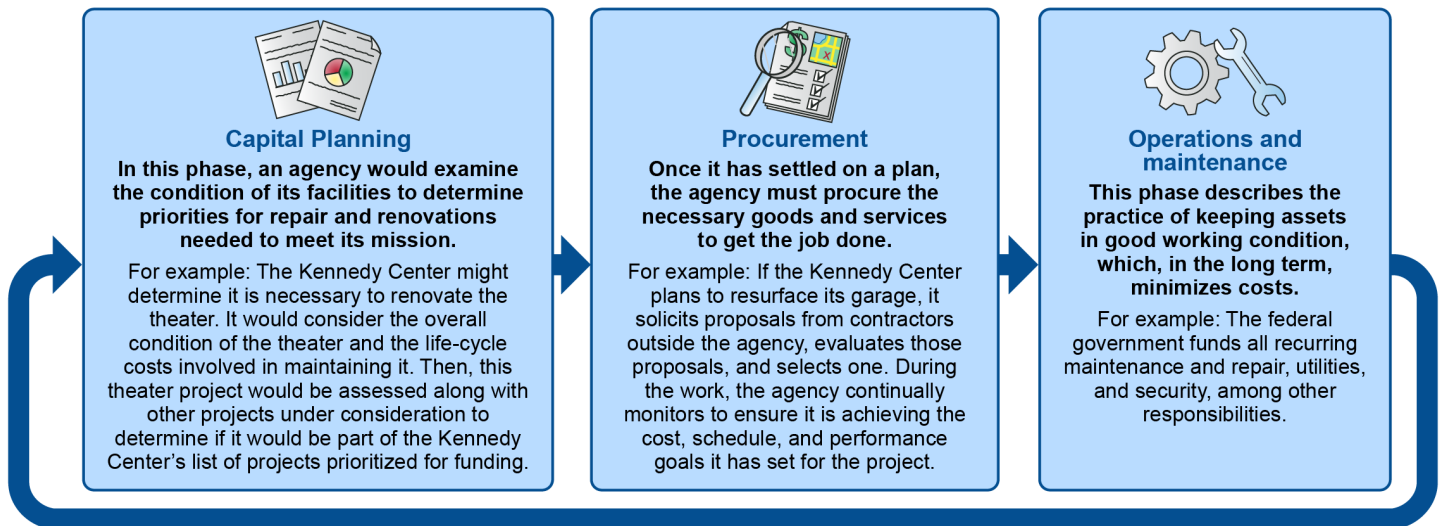 Capital Planning
In this phase, an agency would examine
the condition of its facilities to determine
priorities for repair and renovations
needed to meet its mission.
For example: The Kennedy Center might
determine it is necessary to renovate the
theater. It would consider the overall
condition of the theater and the life-cycle
costs involved in maintaining it. Then, this
theater project would be assessed along with
other projects under consideration to
determine if it would be part of the Kennedy
Center’s list of projects prioritized for funding.
$
x
Procurement
Once it has settled on a plan,
the agency must procure the
necessary goods and services
to get the job done.
For example: If the Kennedy Center
plans to resurface its garage, it
solicits proposals from contractors
outside the agency, evaluates those
proposals, and selects one. During
the work, the agency continually
monitors to ensure it is achieving the
cost, schedule, and performance
goals it has set for the project.
Operations and
maintenance
This phase describes the
practice of keeping assets
in good working condition,
which, in the long term,
minimizes costs.
For example: The federal
government funds all recurring
maintenance and repair, utilities,
and security, among other
responsibilities.